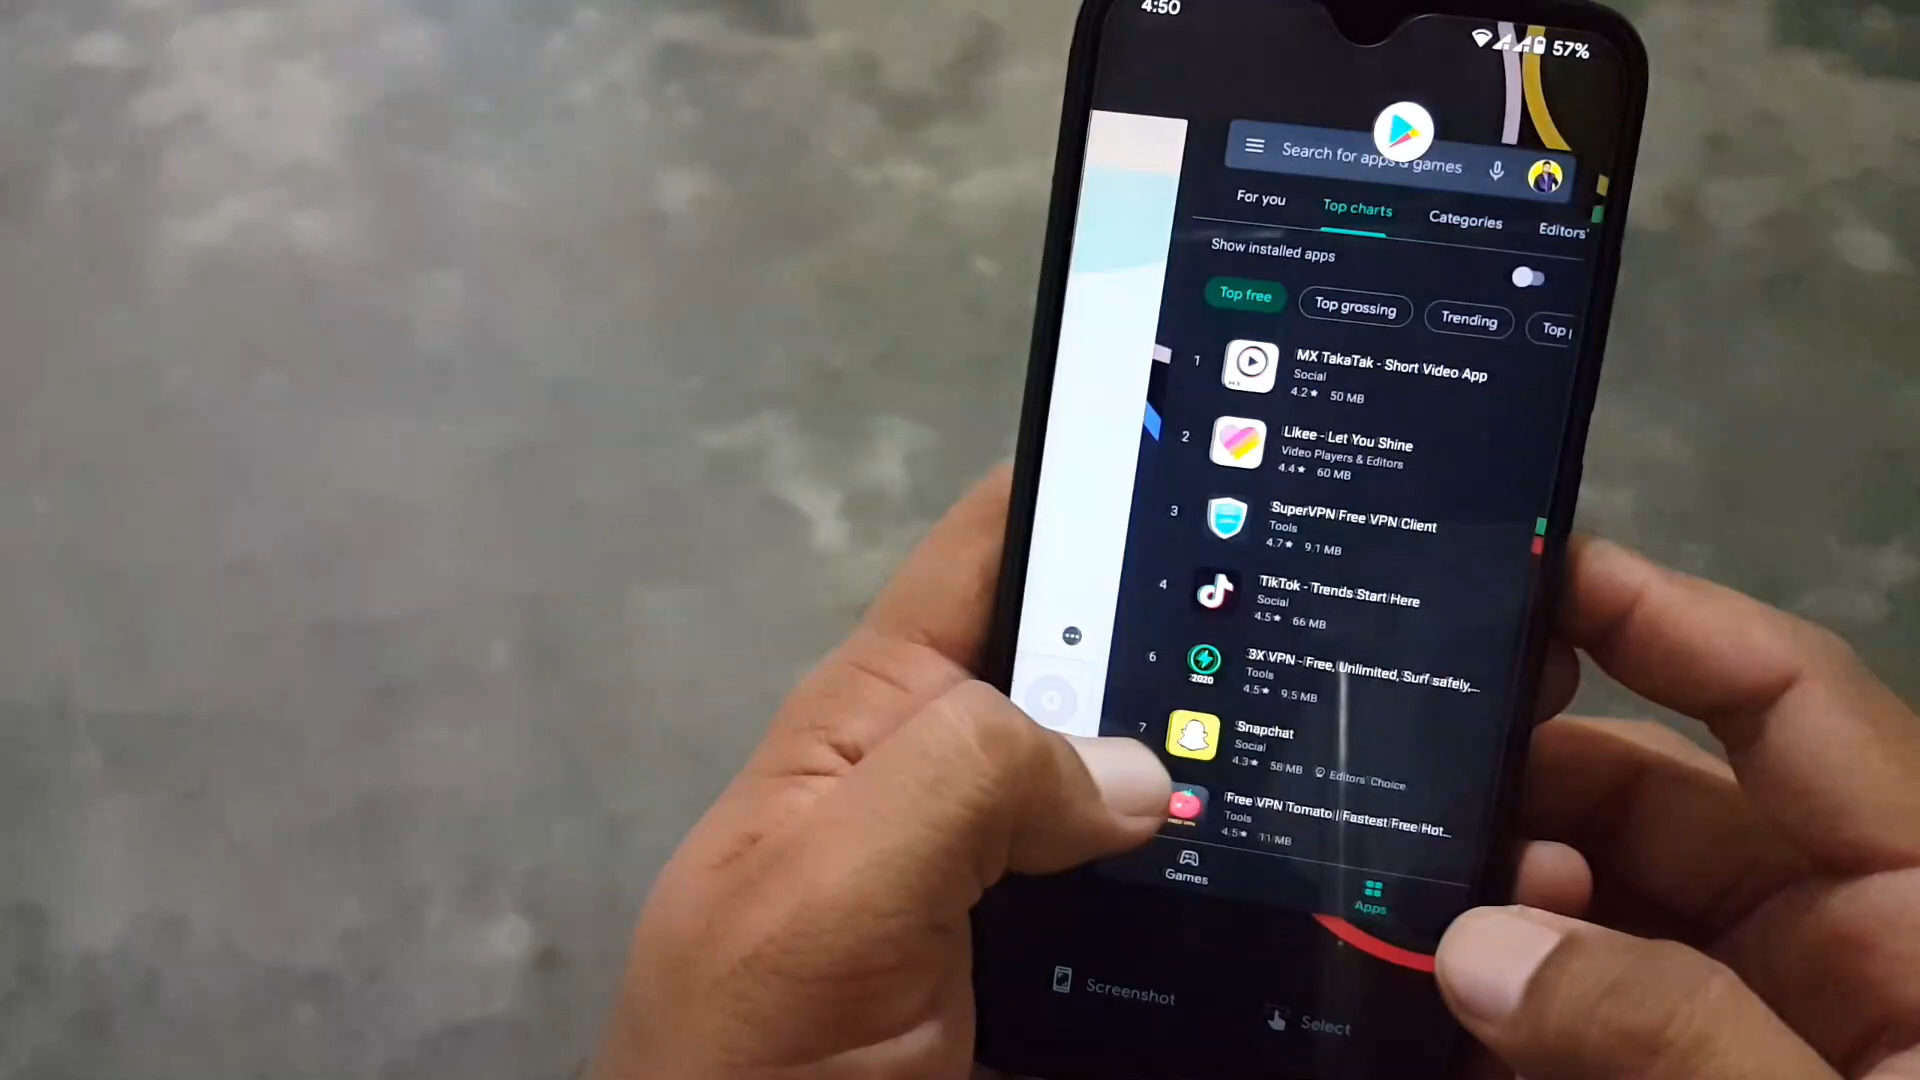 4:50
57%
Search for apps & games
For you
Top charts
Categories
Editors'
Show installed apps
Top free
Top grossing
Trending
Top
1
MX TakaTak - Short Video App
Social
4.2★ 50 MB
2
Likee - Let You Shine
Video Players & Editors
4.4★ 60 MB
3
SuperVPN Free VPN Client
Tools
4.7★ 9.1 MB
4
TikTok - Trends Start Here
Social
4.5★ 66 MB
6
2020
3X VPN - Free, Unlimited, Surf safely,...
Tools
4.5★ 9.5 MB
7
Snapchat
Social
4.3★ 58 MB Editors' Choice
Free VPN Tomato | Fastest Free Hot...
Tools
4.5★ 11 MB
Games
Apps
Screenshot
Select